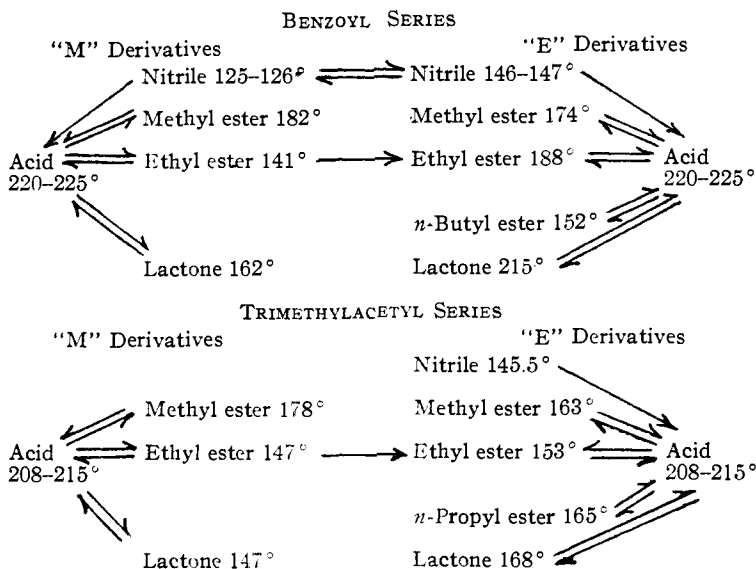 BENZOYL SERIES
"M" Derivatives "E" Derivatives
Nitrile 125–126° Nitrile 146–147°
Methyl ester 182° Methyl ester 174°
Acid Ethyl ester 141° Ethyl ester 188° Acid
220–225° 220–225°
n-Butyl ester 152°
Lactone 162° Lactone 215°
TRIMETHYLACETYL SERIES
"M" Derivatives "E" Derivatives
Nitrile 145.5°
Methyl ester 178° Methyl ester 163°
Acid Ethyl ester 147° Ethyl ester 153° Acid
208–215° 208–215°
n-Propyl ester 165°
Lactone 147° Lactone 168°